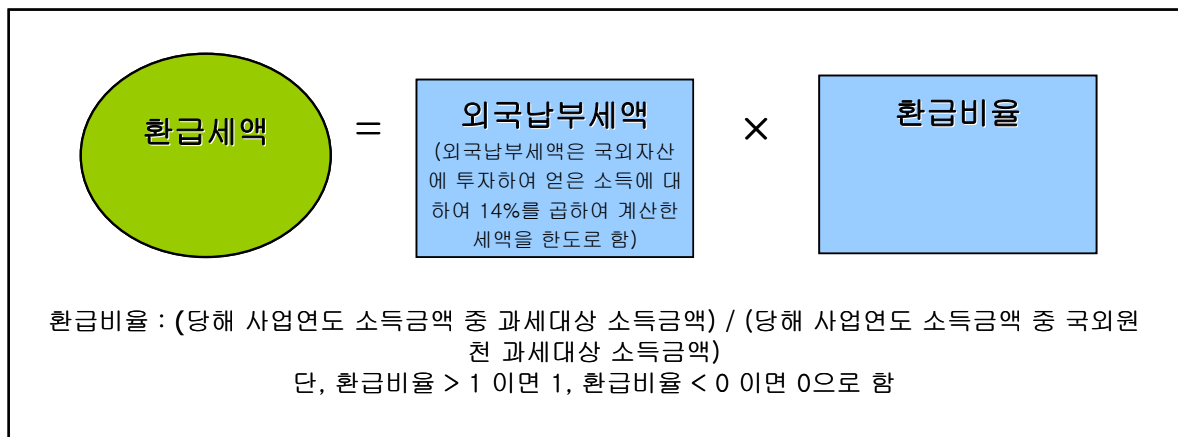 환급세액
=
외국납부세액
(외국납부세액은 국외자산
에 투자하여 얻은 소득에 대
하여 14%를 곱하여 계산한
세액을 한도로 함)
×
환급비율
환급비율 : (당해 사업연도 소득금액 중 과세대상 소득금액) / (당해 사업연도 소득금액 중 국외원
천 과세대상 소득금액)
단, 환급비율 > 1 이면 1, 환급비율 < 0 이면 0으로 함